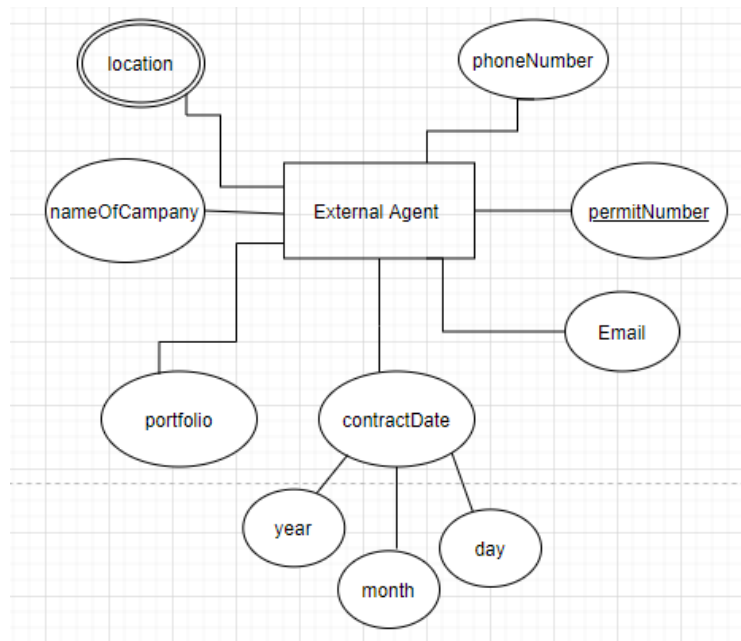 location
phoneNumber
nameOfCampany
External Agent
permitNumber
Email
portfolio
contractDate
year
month
day